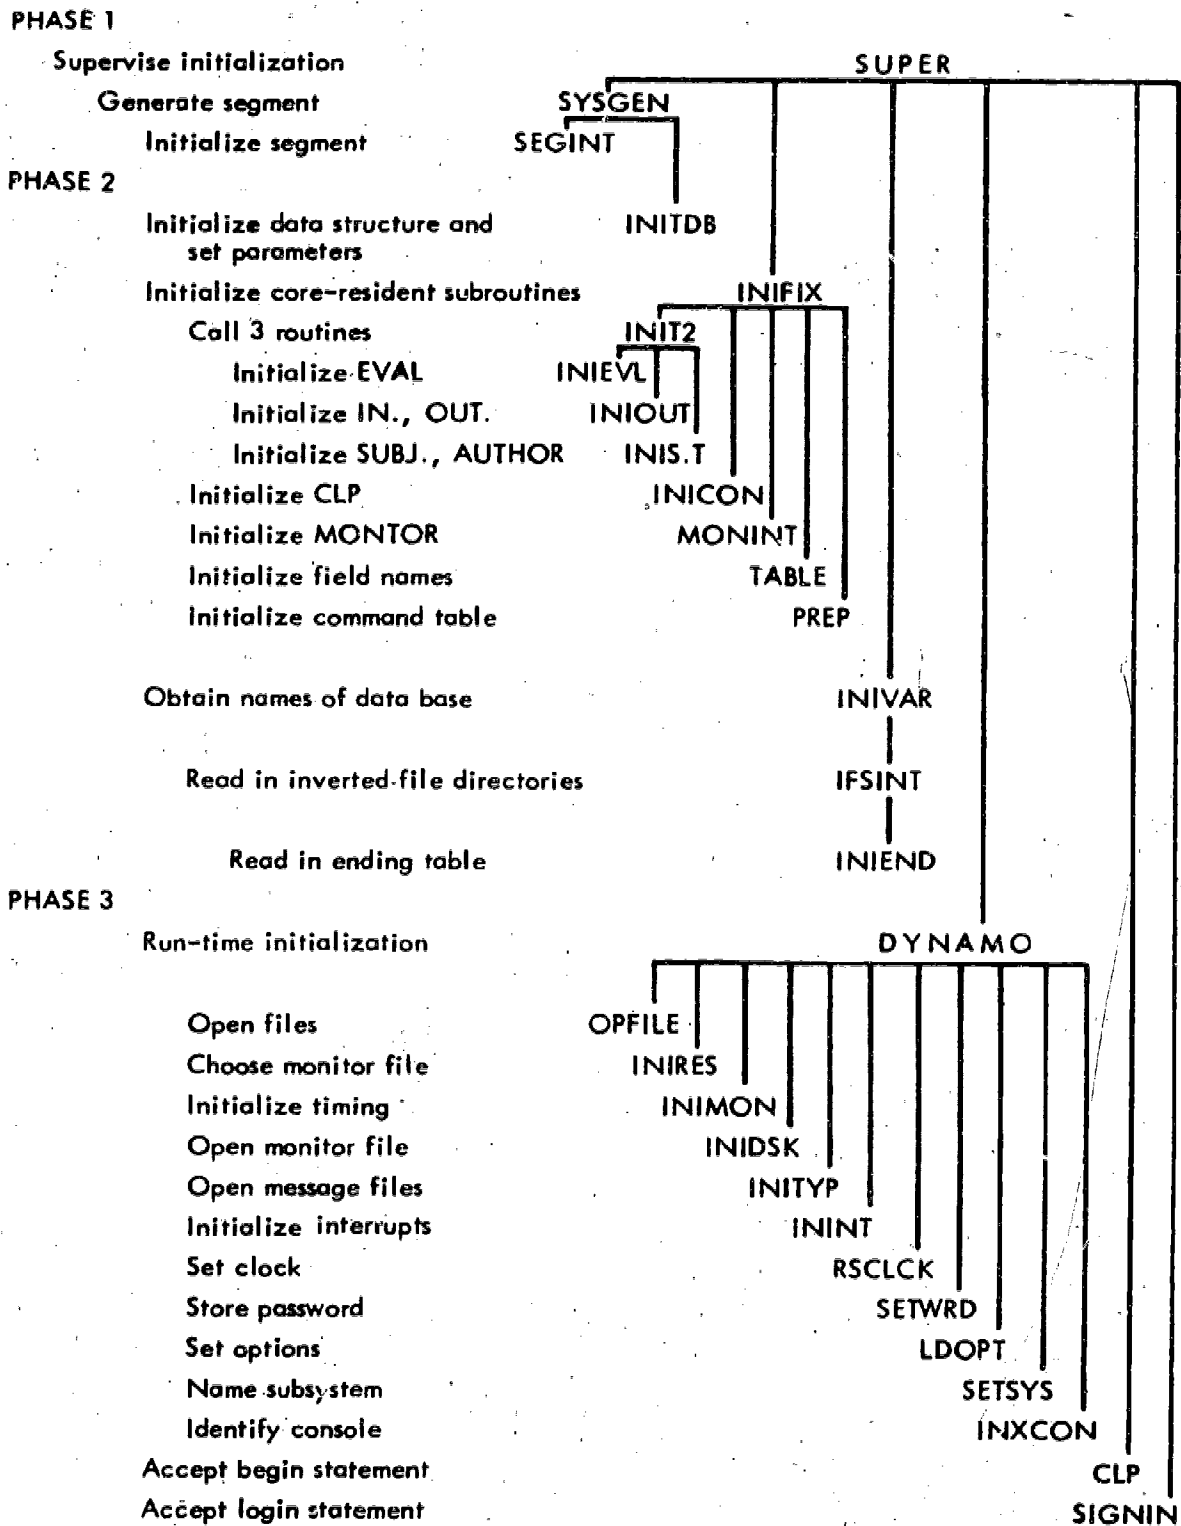 PHASE 1
Supervise initialization SUPER
Generate segment SYSGEN
Initialize segment SEGINT
PHASE 2
Initialize data structure and INITDB
set parameters
Initialize core-resident subroutines INIFIX
Call 3 routines INIT2
Initialize EVAL INIEVL
Initialize IN., OUT. INIOUT
Initialize SUBJ., AUTHOR INIS.T
Initialize CLP INICON
Initialize MONTOR MONINT
Initialize field names TABLE
Initialize command table PREP
Obtain names of data base INIVAR
Read in inverted-file directories IFSINT
Read in ending table INIEND
PHASE 3
Run-time initialization DYNAMO
Open files OPFILE
Choose monitor file INIRES
Initialize timing INIMON
Open monitor file INIDSK
Open message files INITYP
Initialize interrupts ININT
Set clock RSCLCK
Store password SETWRD
Set options LDOPT
Name subsystem SETSYS
Identify console INXCON
Accept begin statement CLP
Accept login statement SIGNIN